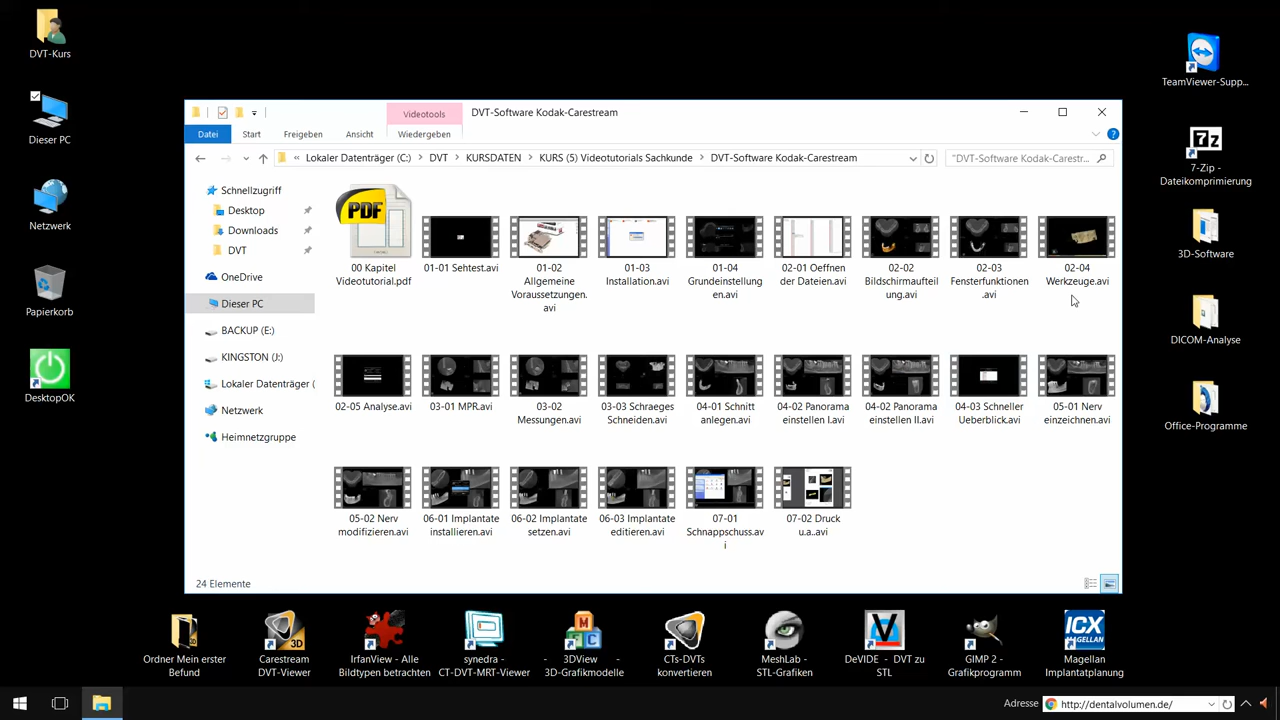 DVT-Kurs
Dieser PC
Netzwerk
Papierkorb
DesktopOK
TeamViewer-Supp...
7z
7-Zip -
Dateikomprimierung
3D-Software
DICOM-Analyse
Office-Programme
Videotools
DVT-Software Kodak-Carestream
Datei
Start
Freigeben
Ansicht
Wiedergeben
« Lokaler Datenträger (C:) > DVT > KURSDATEN > KURS (5) Videotutorials Sachkunde > DVT-Software Kodak-Carestream
"DVT-Software Kodak-Carestr...
Schnellzugriff
Desktop
Downloads
DVT
OneDrive
Dieser PC
BACKUP (E:)
KINGSTON (J:)
Lokaler Datenträger (
Netzwerk
Heimnetzgruppe
PDF
00 Kapitel
Videotutorial.pdf
01-01 Sehtest.avi
01-02
Allgemeine
Voraussetzungen.
avi
01-03
Installation.avi
01-04
Grundeinstellung
en.avi
02-01 Oeffnen
der Dateien.avi
02-02
Bildschirmaufteil
ung.avi
02-03
Fensterfunktionen
.avi
02-04
Werkzeuge.avi
02-05 Analyse.avi
03-01 MPR.avi
03-02
Messungen.avi
03-03 Schraeges
Schneiden.avi
04-01 Schnitt
anlegen.avi
04-02 Panorama
einstellen I.avi
04-02 Panorama
einstellen II.avi
04-03 Schneller
Ueberblick.avi
05-01 Nerv
einzeichnen.avi
05-02 Nerv
modifizieren.avi
06-01 Implantate
installieren.avi
06-02 Implantate
setzen.avi
06-03 Implantate
editieren.avi
07-01
Schnappschuss.av
i
07-02 Druck
u.a..avi
24 Elemente
Ordner Mein erster
Befund
3D
Carestream
DVT-Viewer
IrfanView - Alle
Bildtypen betrachten
synedra -
CT-DVT-MRT-Viewer
M
T C
- 3DView -
3D-Grafikmodelle
CTs-DVTs
konvertieren
MeshLab -
STL-Grafiken
V
DeVIDE - DVT zu
STL
GIMP 2 -
Grafikprogramm
ICX
MAGELLAN
Magellan
Implantatplanung
Adresse
http://dentalvolumen.de/